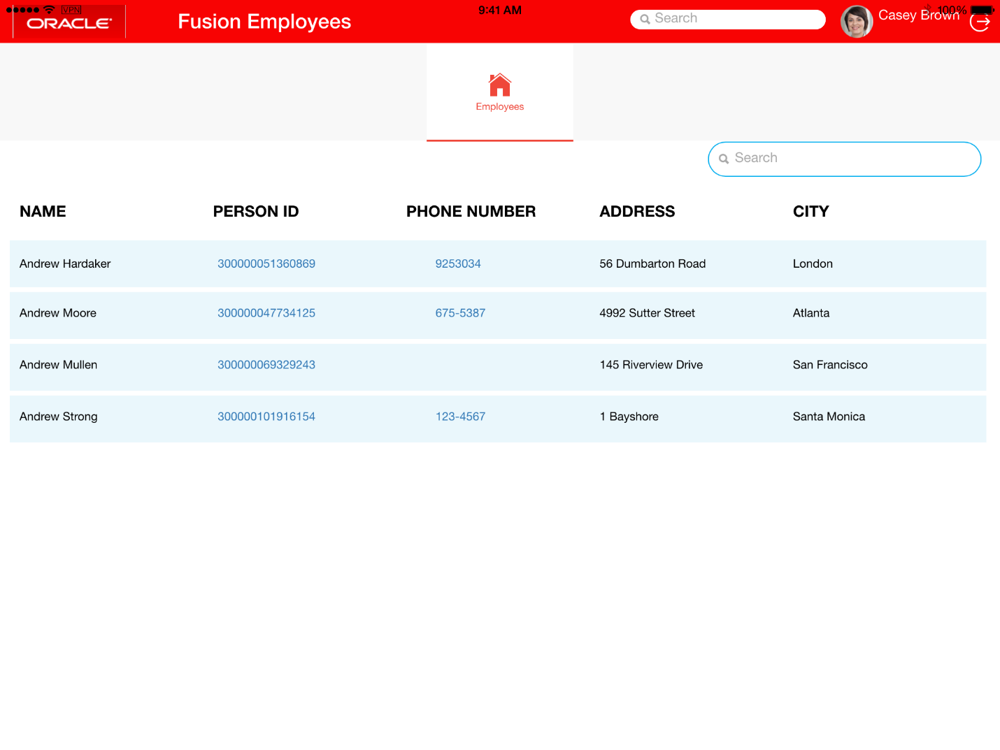 VPN 9:41 AM 100%
ORACLE Fusion Employees Search Casey Brown
Employees
Search
NAME PERSON ID PHONE NUMBER ADDRESS CITY
Andrew Hardaker 300000051360869 9253034 56 Dumbarton Road London
Andrew Moore 300000047734125 675-5387 4992 Sutter Street Atlanta
Andrew Mullen 300000069329243 145 Riverview Drive San Francisco
Andrew Strong 300000101916154 123-4567 1 Bayshore Santa Monica